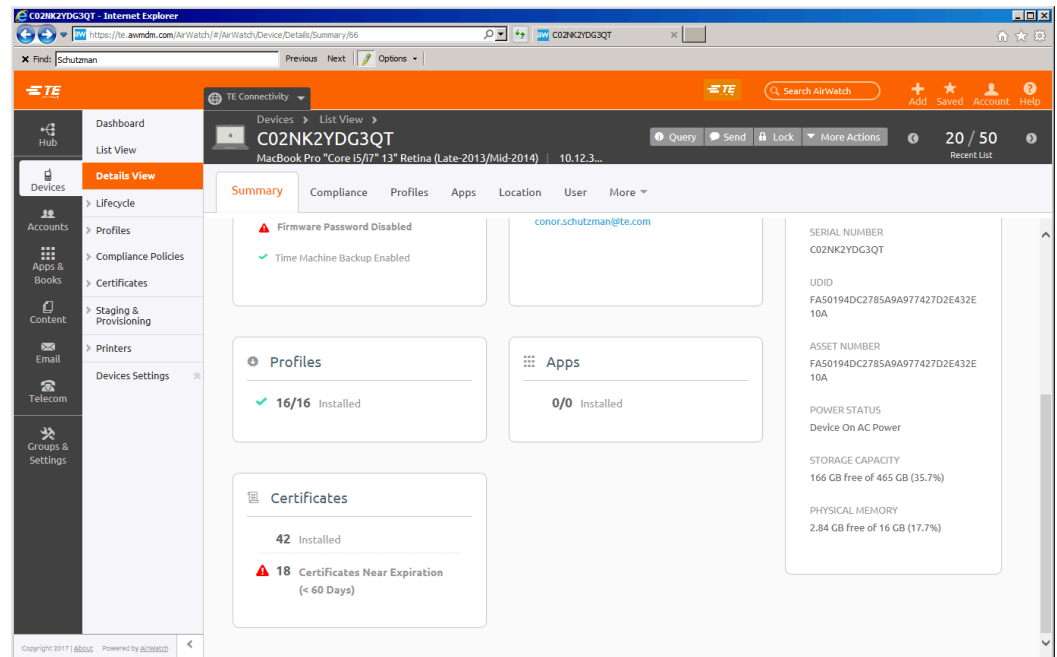 C02NK2YDG3QT - Internet Explorer
https://te.awmdm.com/AirWatch/#/AirWatch/Device/Details/Summary/66
C02NK2YDG3QT
Find: Schutzman
Previous Next Options
TE
TE Connectivity
TE
Search AirWatch
Add Saved Account Help
Hub
Devices
Accounts
Apps &
Books
Content
Email
Telecom
Groups &
Settings
Dashboard
List View
Details View
Lifecycle
Profiles
Compliance Policies
Certificates
Staging &
Provisioning
Printers
Devices Settings
Devices > List View >
C02NK2YDG3QT
MacBook Pro "Core i5/i7" 13" Retina (Late-2013/Mid-2014) | 10.12.3...
Query Send Lock More Actions
20 / 50
Recent List
Summary Compliance Profiles Apps Location User More
Firmware Password Disabled
Time Machine Backup Enabled
conor.schutzman@te.com
Profiles
16/16 Installed
Apps
0/0 Installed
Certificates
42 Installed
18 Certificates Near Expiration
(< 60 Days)
SERIAL NUMBER
C02NK2YDG3QT
UDID
FA50194DC2785A9A977427D2E432E
10A
ASSET NUMBER
FA50194DC2785A9A977427D2E432E
10A
POWER STATUS
Device On AC Power
STORAGE CAPACITY
166 GB free of 465 GB (35.7%)
PHYSICAL MEMORY
2.84 GB free of 16 GB (17.7%)
Copyright 2017 | About Powered by AirWatch